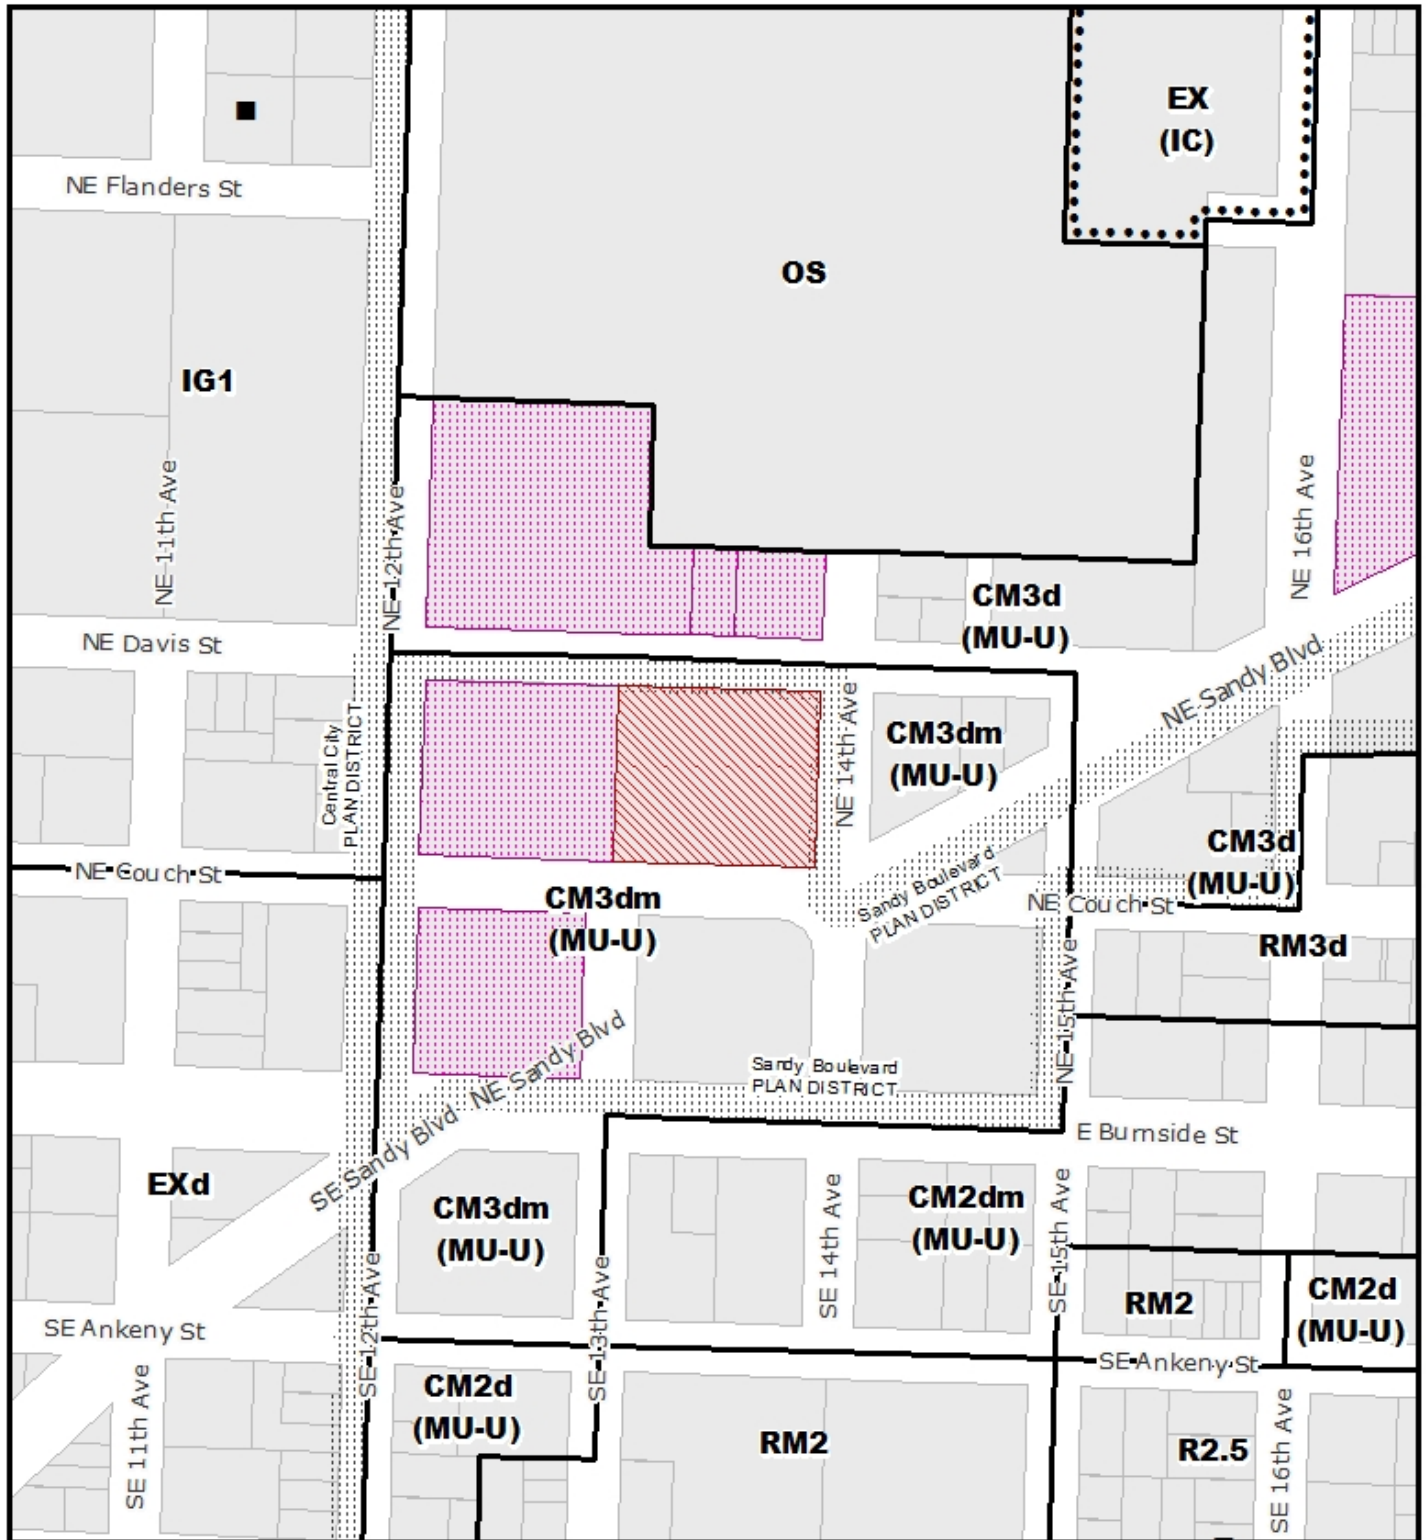 EX
(IC)
NE Flanders St
OS
IG1
NE 11th Ave
NE 12th Ave
NE 16th Ave
CM3d
(MU-U)
NE Davis St
NE Sandy Blvd
Central City
PLAN DISTRICT
NE 14th Ave
CM3dm
(MU-U)
CM3d
(MU-U)
NE Couch St
Sandy Boulevard
PLAN DISTRICT
CM3dm
(MU-U)
NE Couch St
RM3d
NE 15th Ave
NE Sandy Blvd
Sandy Boulevard
PLAN DISTRICT
E Burnside St
SE Sandy Blvd
EXd
CM3dm
(MU-U)
SE 14th Ave
CM2dm
(MU-U)
SE 15th Ave
SE 12th Ave
SE 13th Ave
RM2
CM2d
(MU-U)
SE Ankeny St
SE Ankeny St
SE 11th Ave
CM2d
(MU-U)
RM2
R2.5
SE 16th Ave